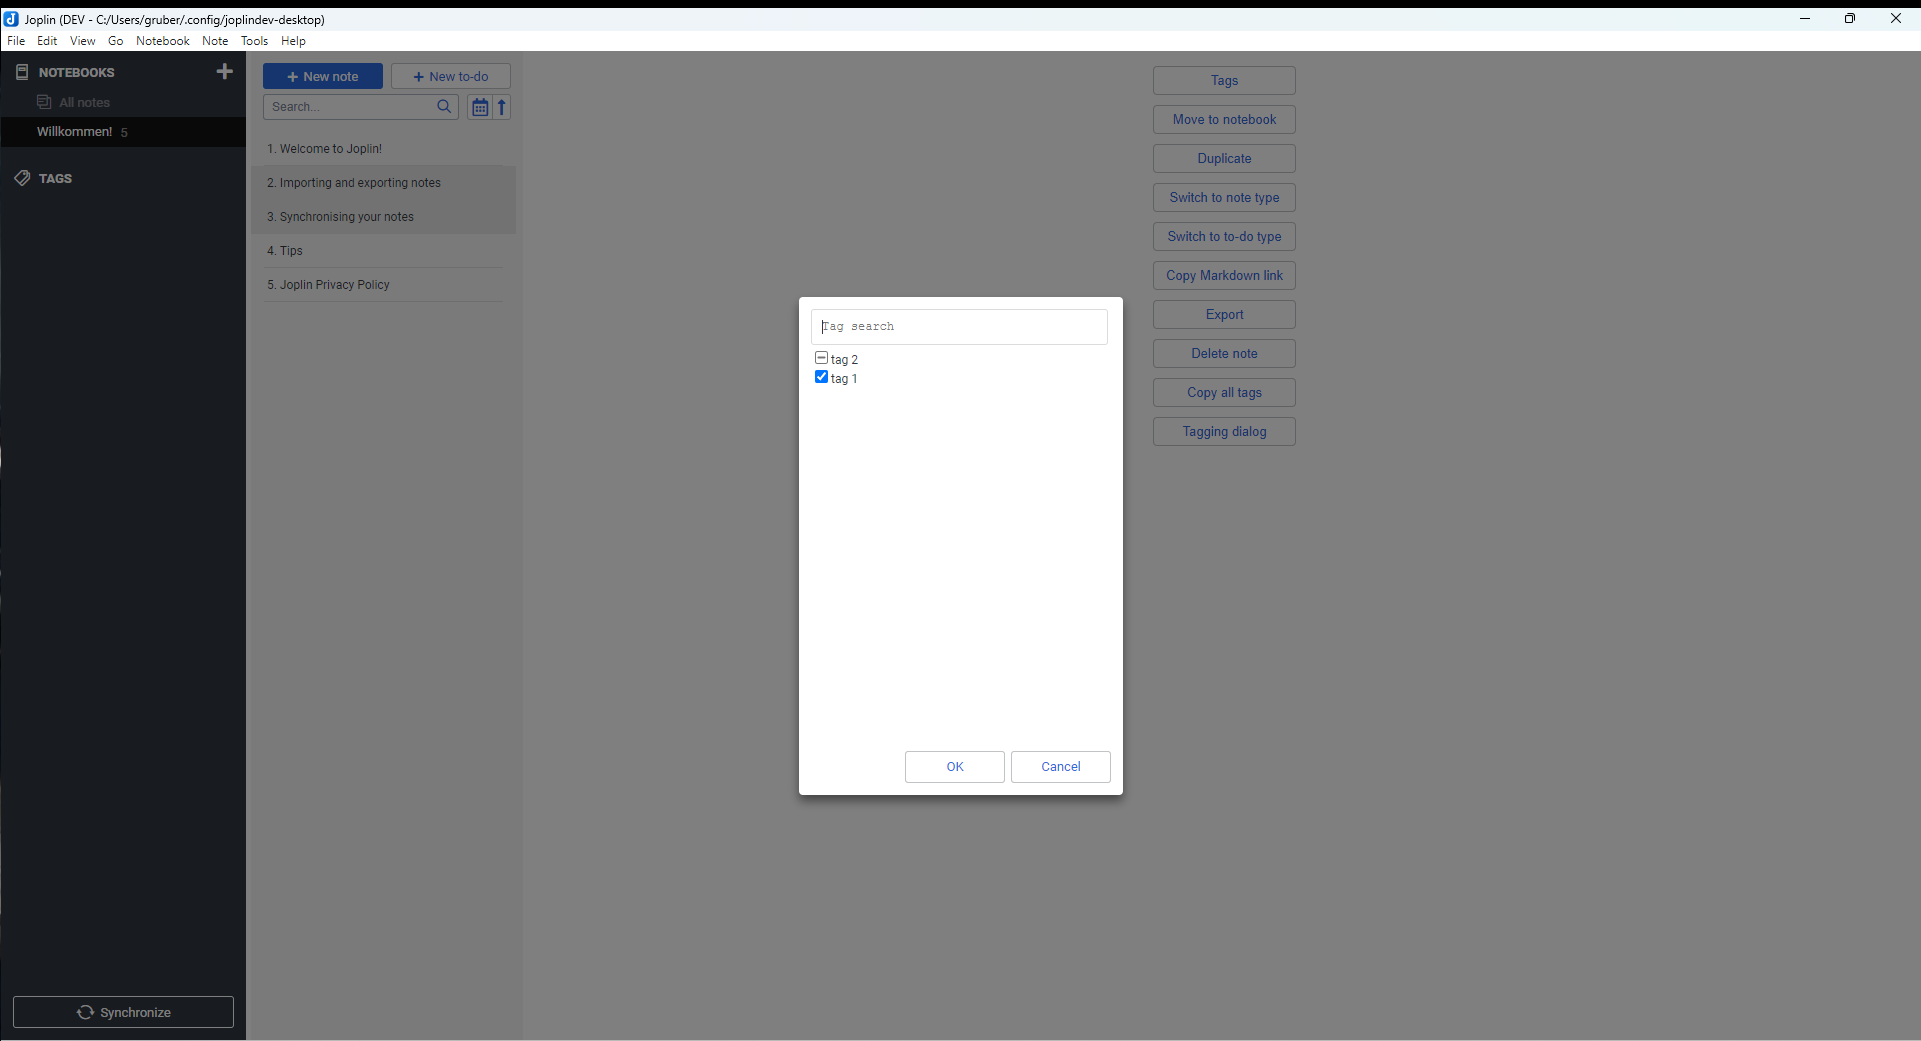 Joplin (DEV - C:/Users/gruber/.config/joplindev-desktop)
File Edit View Go Notebook Note Tools Help
NOTEBOOKS
All notes
Willkommen! 5
TAGS
Synchronize
New note
New to-do
Search...
1. Welcome to Joplin!
2. Importing and exporting notes
3. Synchronising your notes
4. Tips
5. Joplin Privacy Policy
Tags
Move to notebook
Duplicate
Switch to note type
Switch to to-do type
Copy Markdown link
Export
Delete note
Copy all tags
Tagging dialog
Tag search
tag 2
tag 1
OK
Cancel